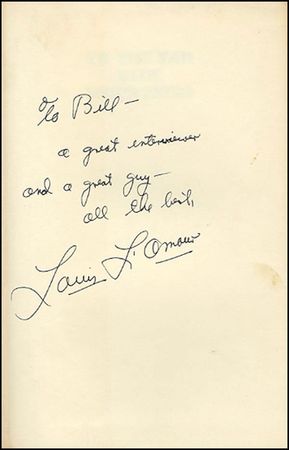 To Bill —
a great interviewer
and a great guy —
all the best,
Louis L'Amour